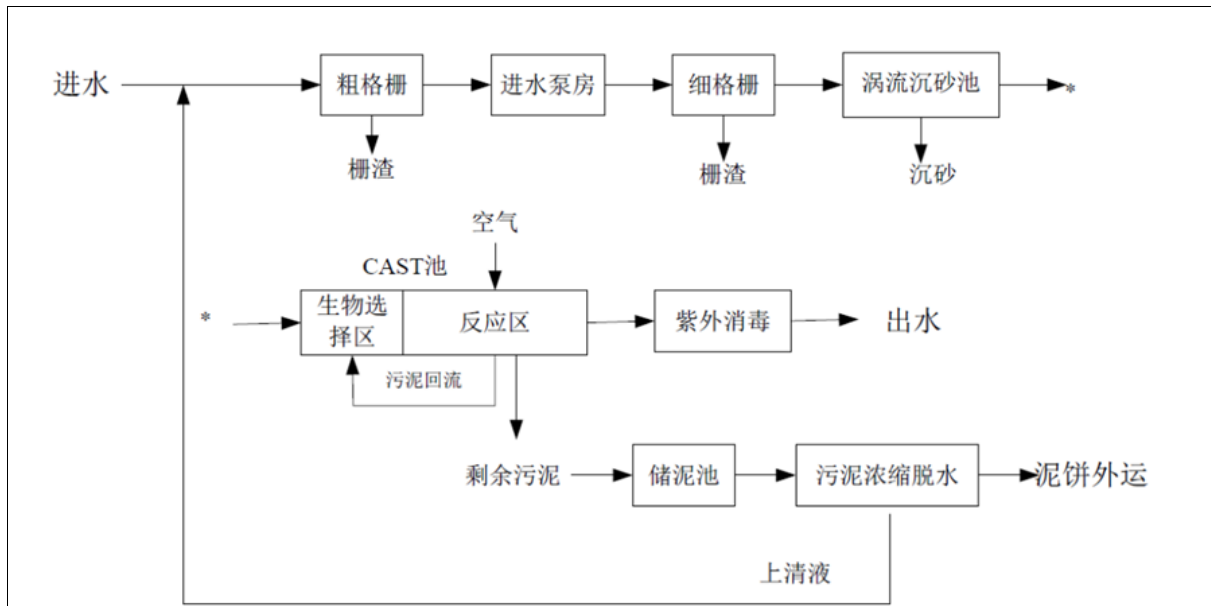 进水
粗格栅
进水泵房
细格栅
涡流沉砂池
*
栅渣
栅渣
沉砂
空气
CAST池
*
生物选
择区
反应区
紫外消毒
出水
污泥回流
剩余污泥
储泥池
污泥浓缩脱水
泥饼外运
上清液